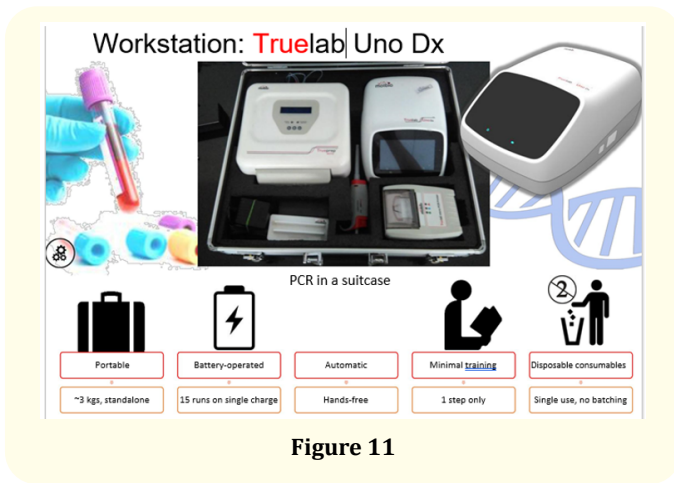 Workstation: Truelab Uno Dx
PCR in a suitcase
2
Portable
Battery-operated
Automatic
Minimal training
Disposable consumables
~3 kgs, standalone
15 runs on single charge
Hands-free
1 step only
Single use, no batching
Figure 11